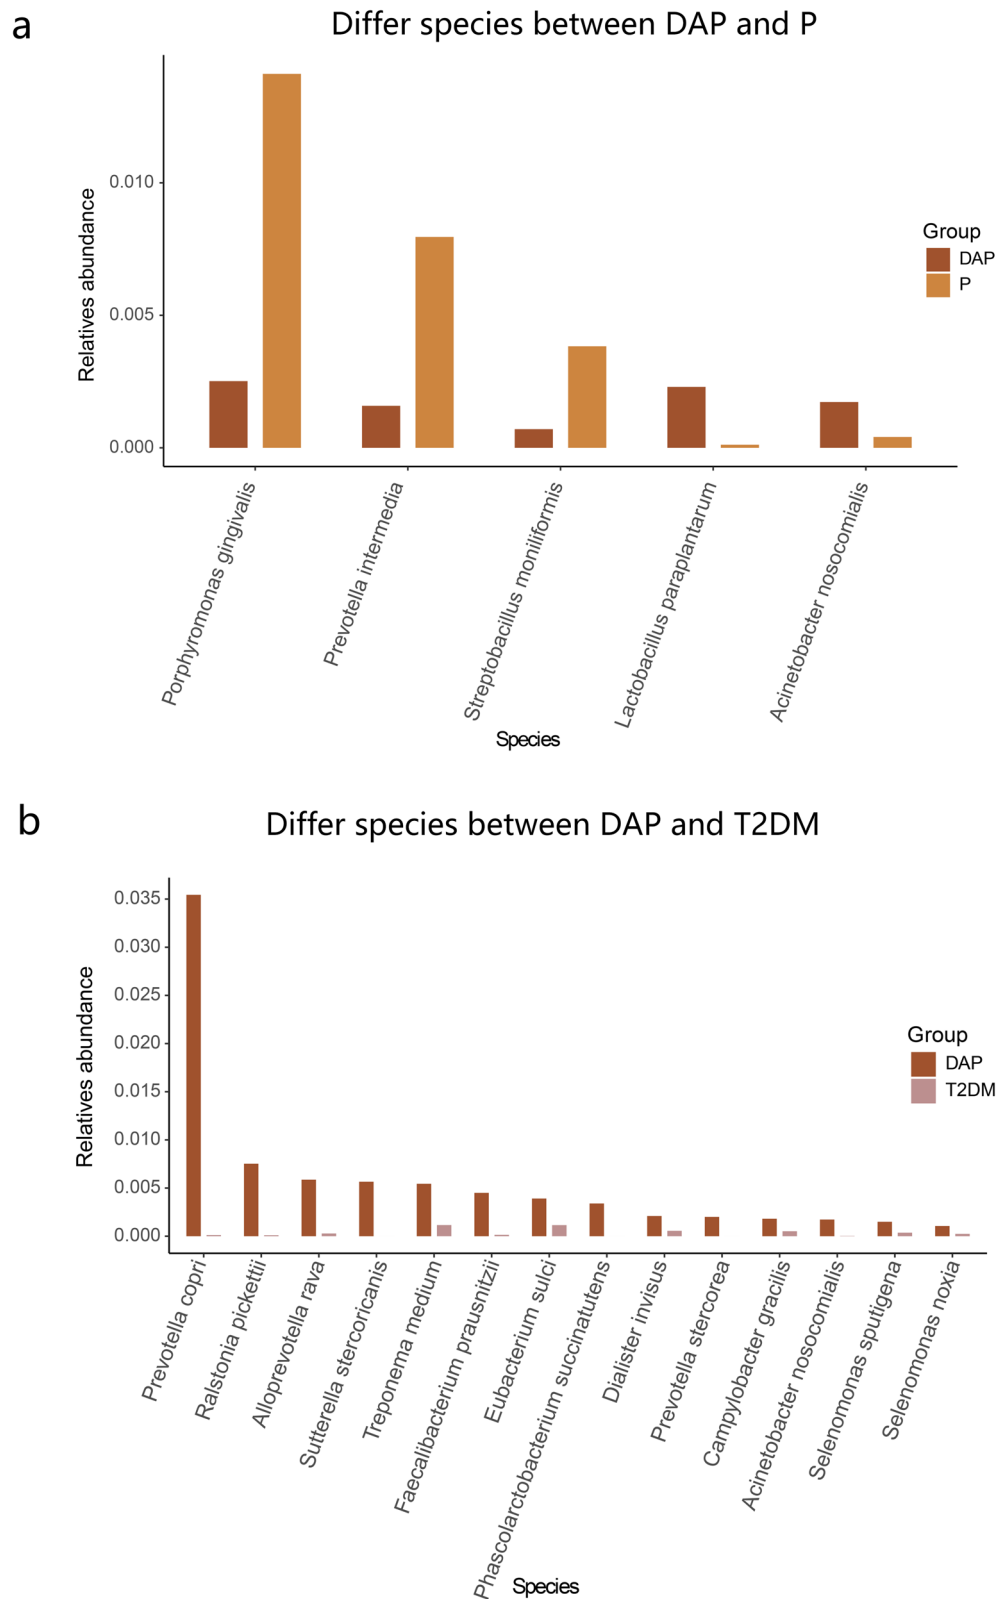 a
Differ species between DAP and P
Relatives abundance
0.010
0.005
0.000
Group
DAP
P
Porphyromonas gingivalis
Prevotella intermedia
Streptobacillus moniliformis
Lactobacillus paraplantarum
Acinetobacter nosocomialis
Species
b
Differ species between DAP and T2DM
Relatives abundance
0.035
0.030
0.025
0.020
0.015
0.010
0.005
0.000
Group
DAP
T2DM
Prevotella copri
Ralstonia pickettii
Alloprevotella rava
Sutterella stercoricanis
Treponema medium
Faecalibacterium prausnitzii
Eubacterium sulci
Phascolarctobacterium succinatutens
Dialister invisus
Prevotella stercorea
Campylobacter gracilis
Acinetobacter nosocomialis
Selenomonas sputigena
Selenomonas noxia
Species